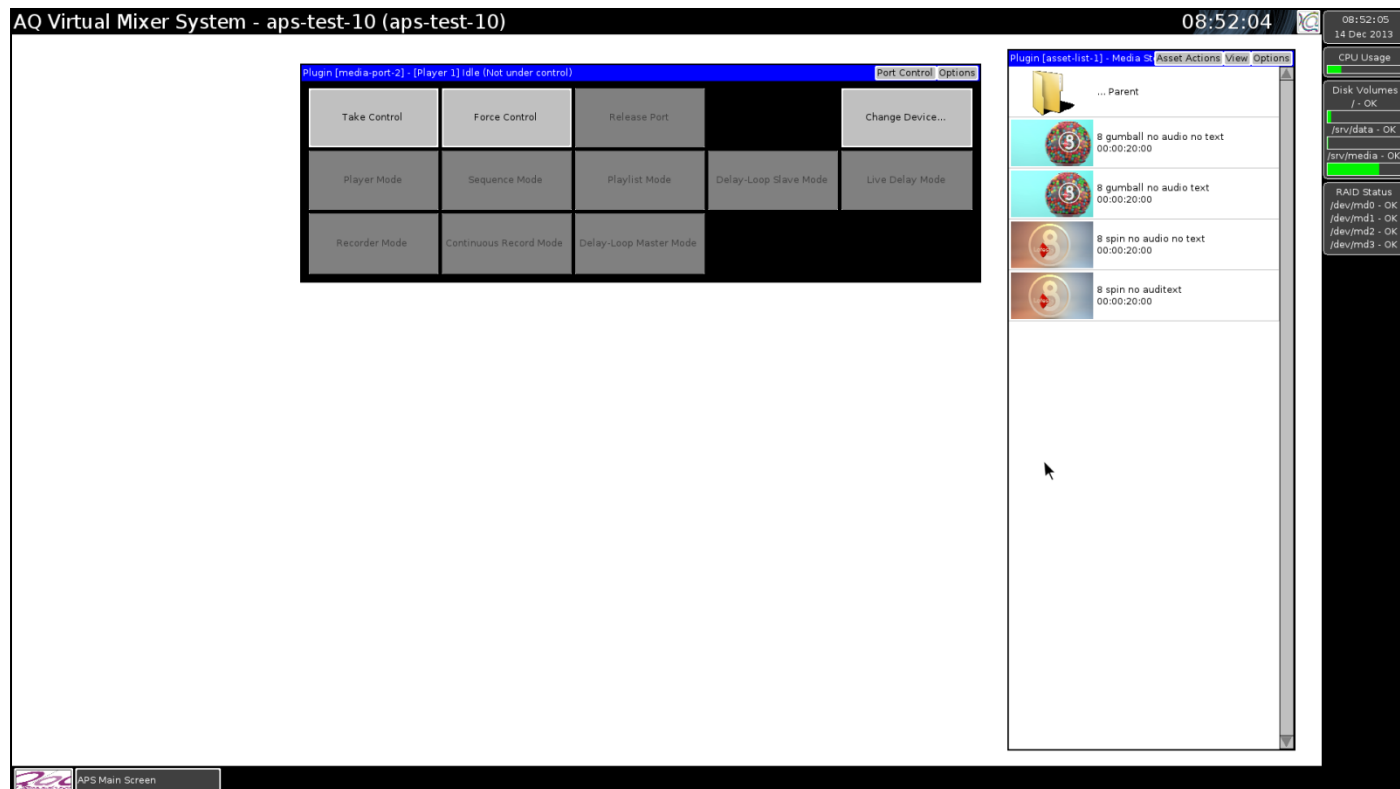 AQ Virtual Mixer System - aps-test-10 (aps-test-10)
08:52:04
08:52:05
14 Dec 2013
CPU Usage
Disk Volumes
/ - OK
/srv/data - OK
/srv/media - OK
RAID Status
/dev/md0 - OK
/dev/md1 - OK
/dev/md2 - OK
/dev/md3 - OK
Plugin [media-port-2] - [Player 1] Idle (Not under control)
Port Control
Options
Take Control
Force Control
Release Port
Change Device...
Player Mode
Sequence Mode
Playlist Mode
Delay-Loop Slave Mode
Live Delay Mode
Recorder Mode
Continuous Record Mode
Delay-Loop Master Mode
Plugin [asset-list-1] - Media St
Asset Actions
View
Options
... Parent
8 gumball no audio no text
00:00:20:00
8 gumball no audio text
00:00:20:00
8 spin no audio no text
00:00:20:00
8 spin no auditext
00:00:20:00
APS Main Screen